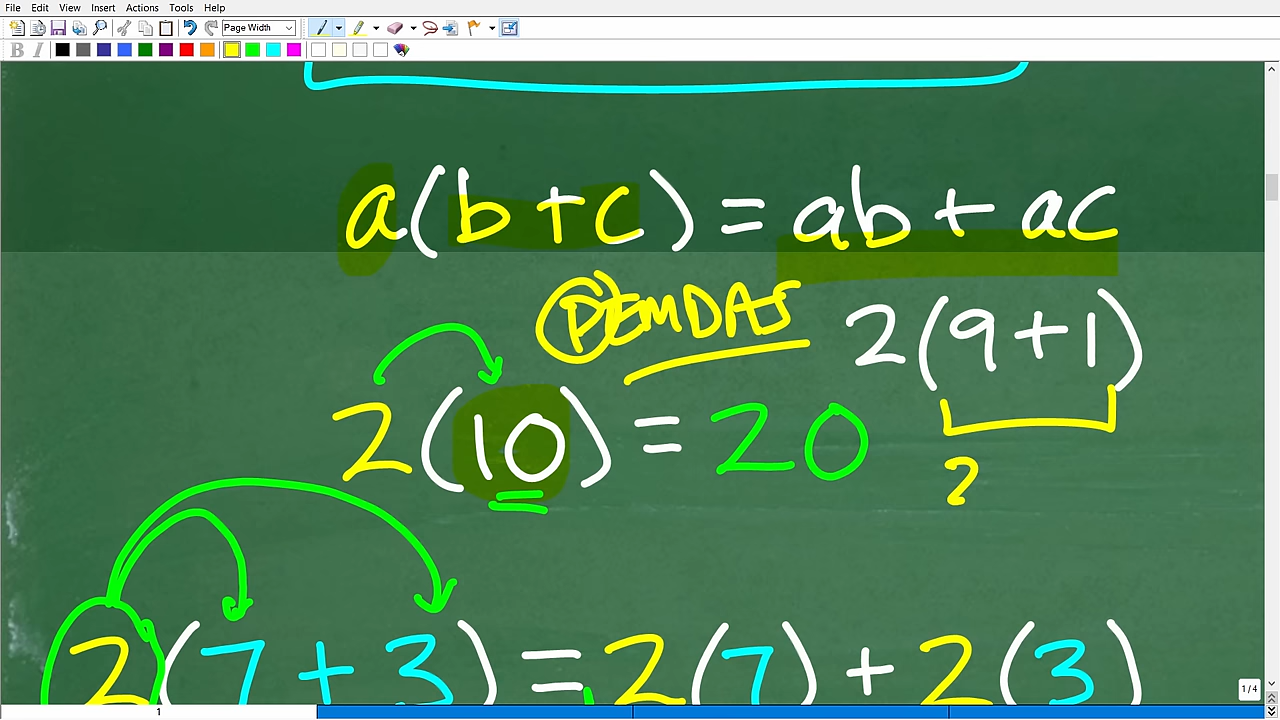 File Edit View Insert Actions Tools Help
Page Width
B I
a(b+c) = ab + ac
PEMDAS
2(9+1)
2(10) = 20
2
2(7+3) = 2(7) + 2(3)
1/4
1